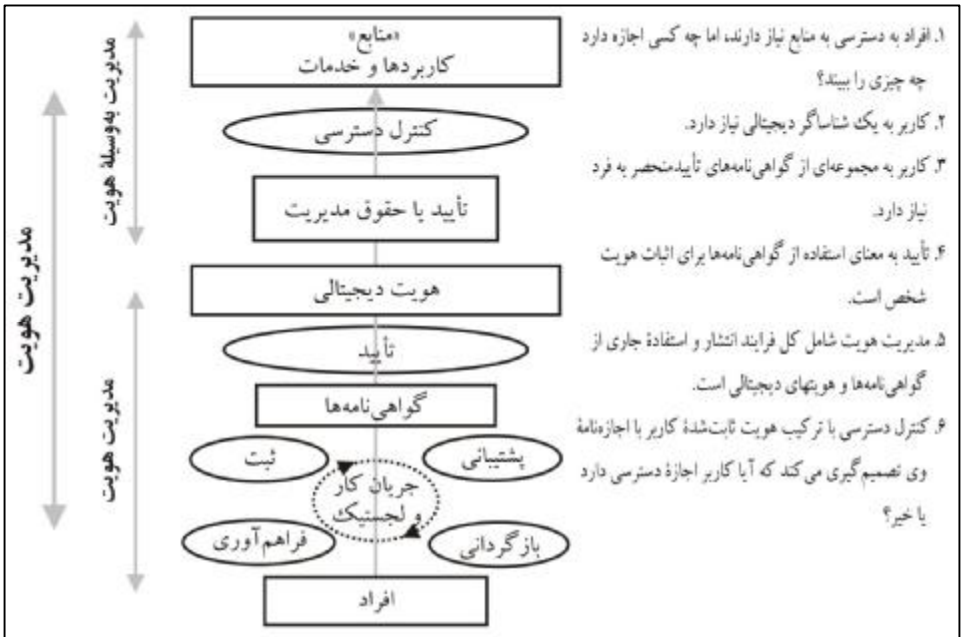 ۱. افراد به دسترسی به منابع نیاز دارند، اما چه کسی اجازه دارد
چه چیزی را ببیند؟
۲. کاربر به یک شناساگر دیجیتالی نیاز دارد.
۳. کاربر به مجموعه‌ای از گواهی‌نامه‌های تأییدمنحصر به فرد
نیاز دارد.
۴. تأیید به معنای استفاده از گواهی‌نامه‌ها برای اثبات هویت
شخص است.
۵. مدیریت هویت شامل کل فرایند انتشار و استفادهٔ جاری از
گواهی‌نامه‌ها و هویتهای دیجیتالی است.
۶. کنترل دسترسی با ترکیب هویت ثابت‌شدهٔ کاربر با اجازه‌نامهٔ
وی تصمیم‌گیری می‌کند که آیا کاربر اجازهٔ دسترسی دارد
یا خیر؟
«منابع»
کاربردها و خدمات
کنترل دسترسی
تأیید یا حقوق مدیریت
هویت دیجیتالی
تأیید
گواهی‌نامه‌ها
پشتیبانی
ثبت
جریان کار
و لجستیک
بازگردانی
فراهم‌آوری
افراد
مدیریت به‌وسیلهٔ هویت
مدیریت هویت
مدیریت هویت